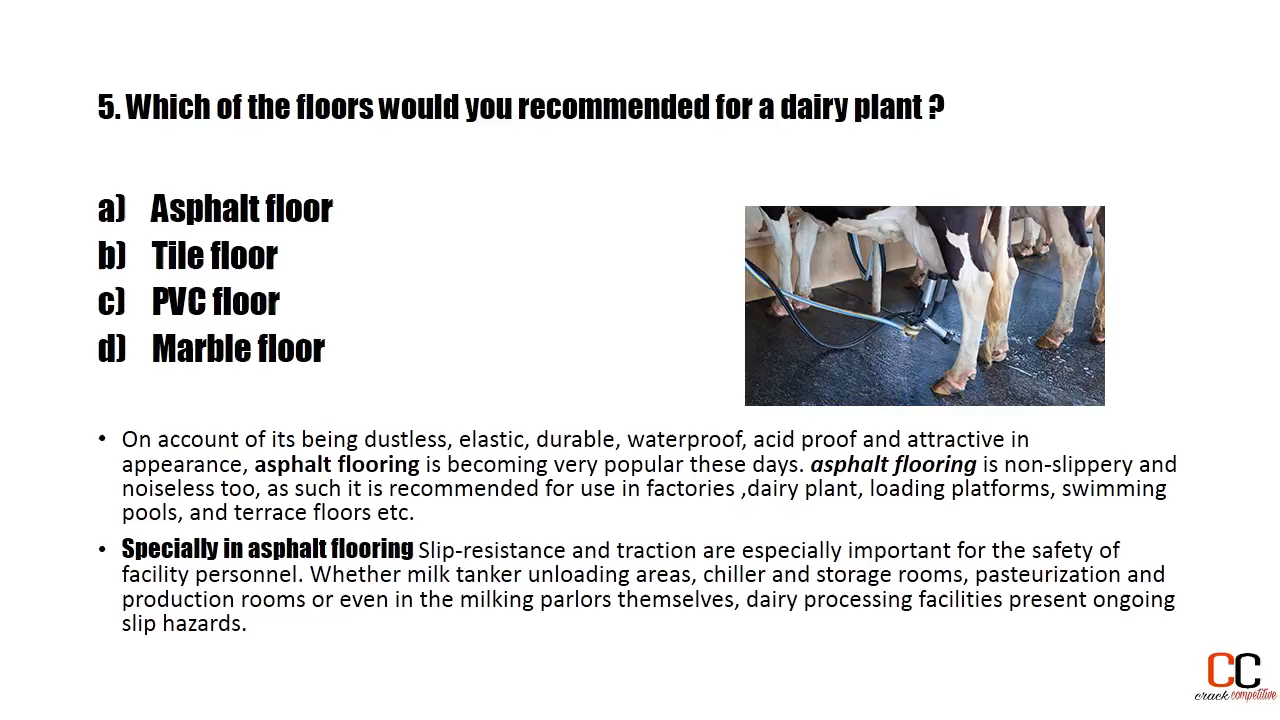 5. Which of the floors would you recommended for a dairy plant ?
a) Asphalt floor
b) Tile floor
c) PVC floor
d) Marble floor
• On account of its being dustless, elastic, durable, waterproof, acid proof and attractive in
appearance, asphalt flooring is becoming very popular these days. asphalt flooring is non-slippery and
noiseless too, as such it is recommended for use in factories ,dairy plant, loading platforms, swimming
pools, and terrace floors etc.
• Specially in asphalt flooring Slip-resistance and traction are especially important for the safety of
facility personnel. Whether milk tanker unloading areas, chiller and storage rooms, pasteurization and
production rooms or even in the milking parlors themselves, dairy processing facilities present ongoing
slip hazards.
CC
crack competitive